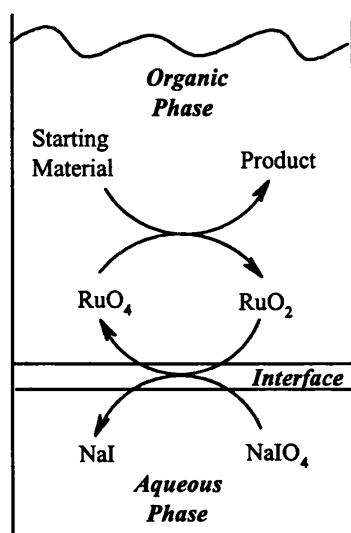 Organic
Phase
Starting
Material
Product
RuO₄
RuO₂
Interface
NaI
NaIO₄
Aqueous
Phase